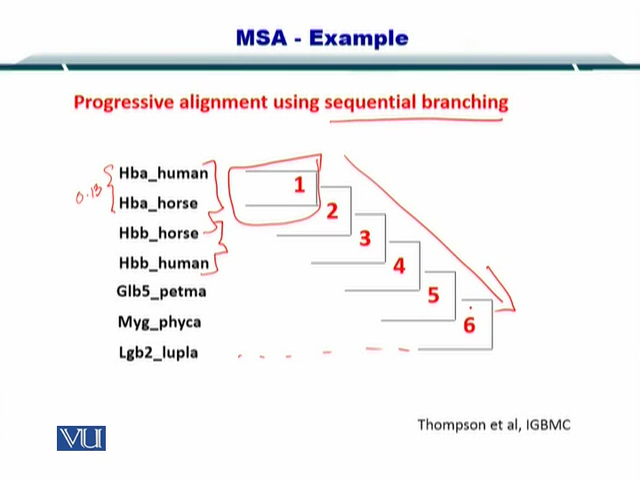 MSA - Example
Progressive alignment using sequential branching
Hba_human
0.13
Hba_horse
Hbb_horse
Hbb_human
Glb5_petma
Myg_phyca
Lgb2_lupla
1
2
3
4
5
6
Thompson et al, IGBMC
VU